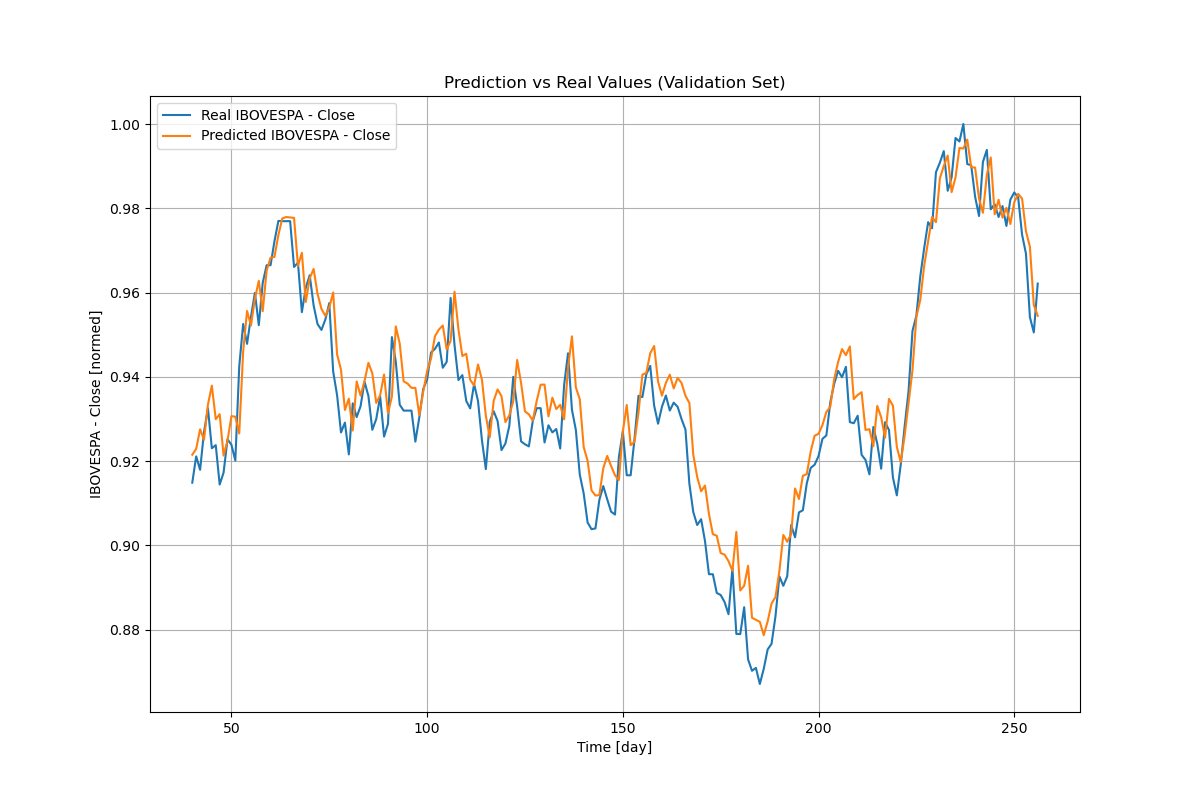 Prediction vs Real Values (Validation Set)
Real IBOVESPA - Close
Predicted IBOVESPA - Close
IBOVESPA - Close [normed]
1.00
0.98
0.96
0.94
0.92
0.90
0.88
50
100
150
200
250
Time [day]